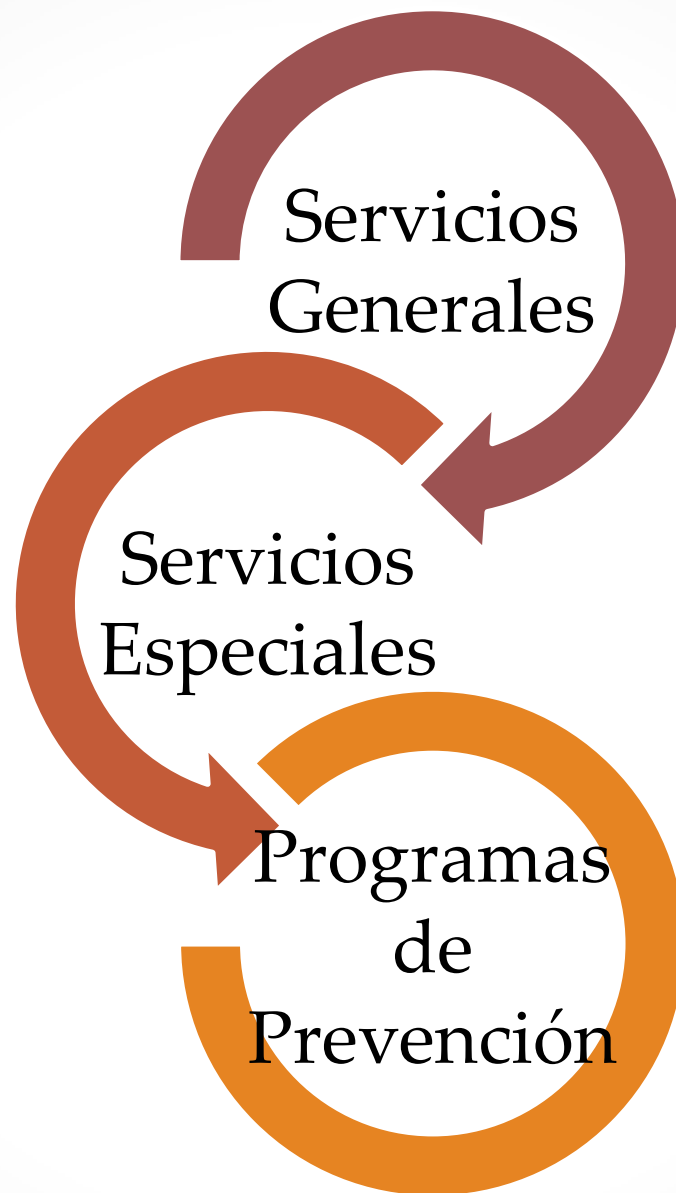 Servicios
Generales
Servicios
Especiales
Programas
de
Prevención